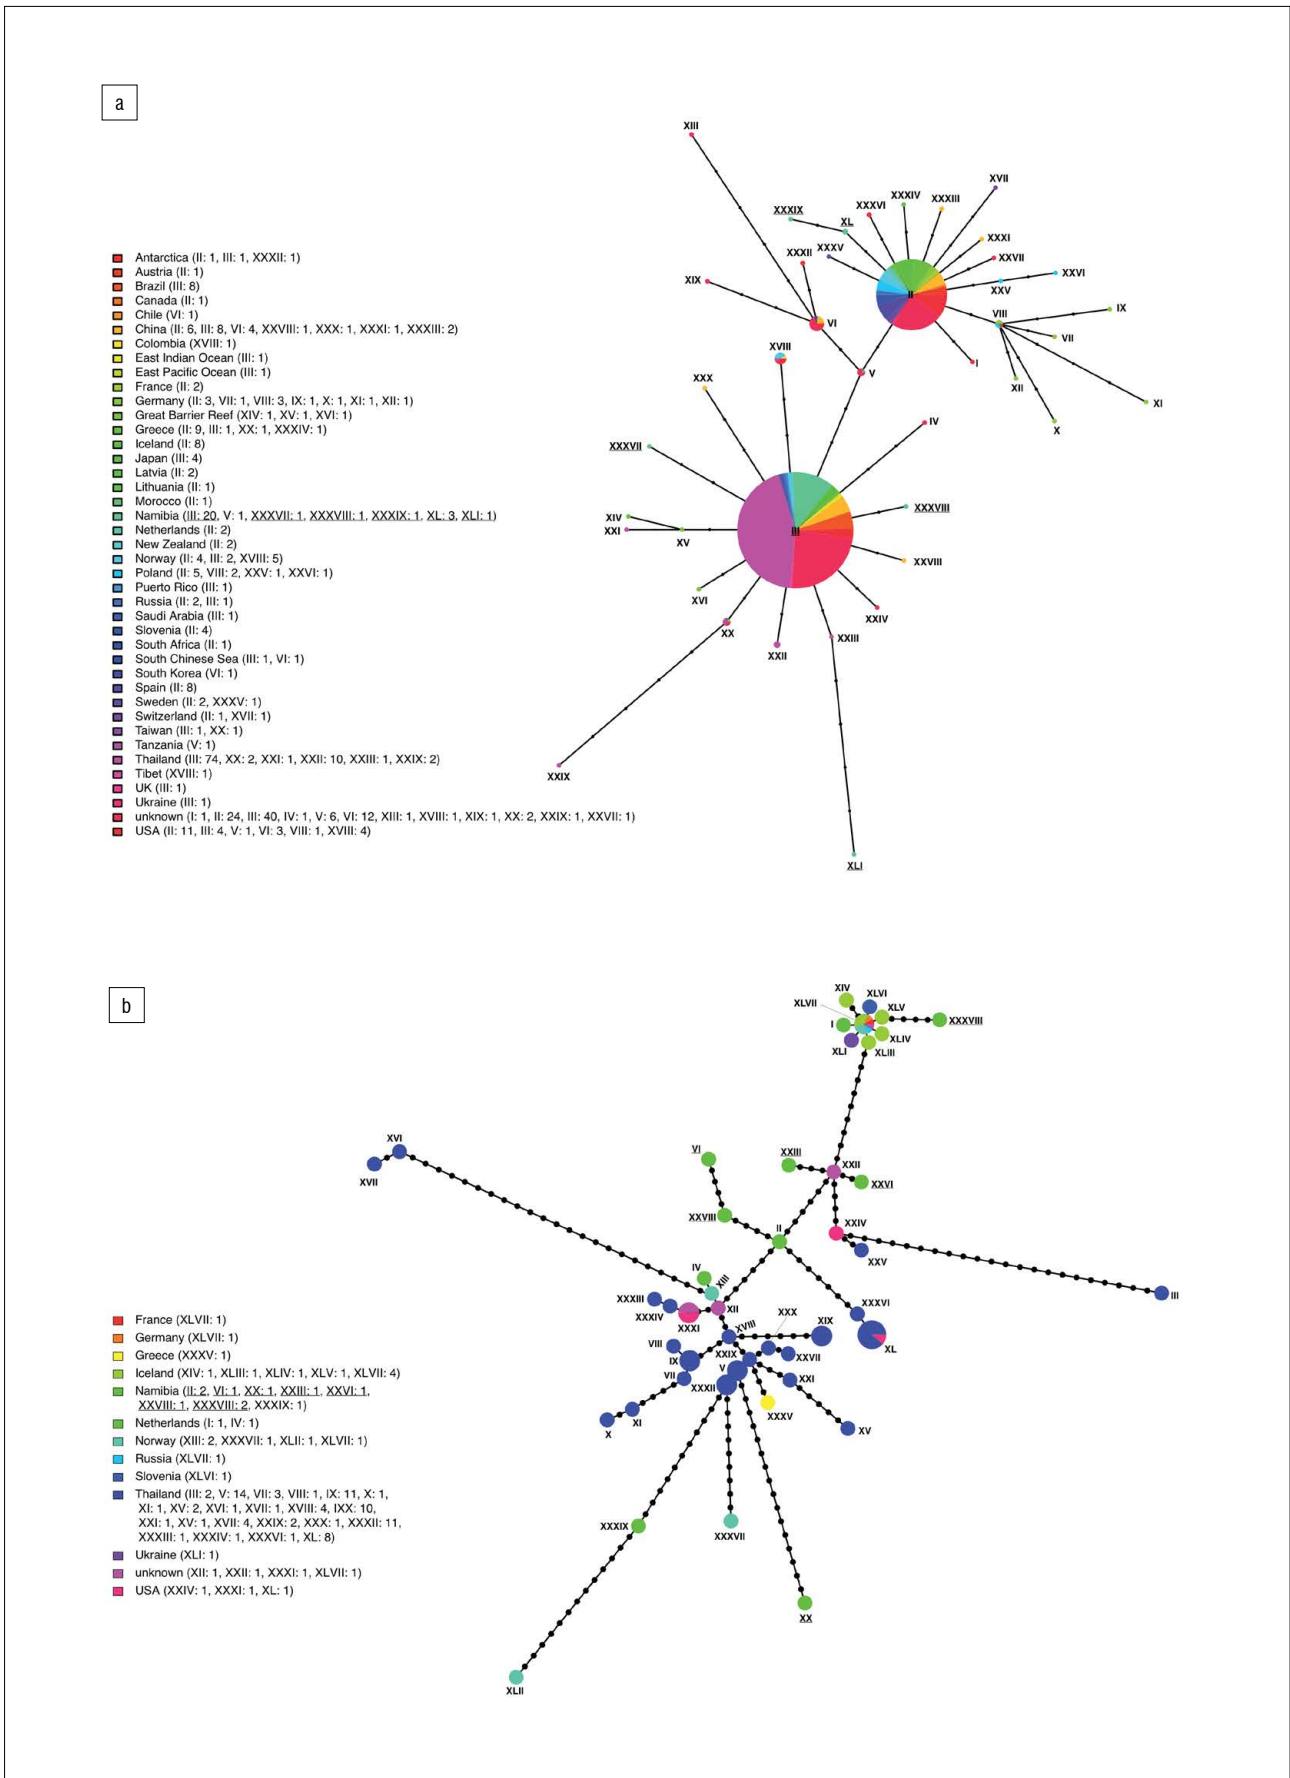 a
XIII
XVII
XXXIV
XXXIII
XXXVI
XXXIX
XL
XXXI
XXXV
XXXII
XXVII
XXVI
XIX
II
XXV
IX
VIII
VI
VII
XVIII
V
I
XII
XXX
XI
X
IV
XXXVII
XXXVIII
XIV
XXI
XV
III
XXVIII
XVI
XXIV
XX
XXIII
XXII
XXIX
XLI
Antarctica (II: 1, III: 1, XXXII: 1)
Austria (II: 1)
Brazil (III: 8)
Canada (II: 1)
Chile (VI: 1)
China (II: 6, III: 8, VI: 4, XXVIII: 1, XXX: 1, XXXI: 1, XXXIII: 2)
Colombia (XVIII: 1)
East Indian Ocean (III: 1)
East Pacific Ocean (III: 1)
France (II: 2)
Germany (II: 3, VII: 1, VIII: 3, IX: 1, X: 1, XI: 1, XII: 1)
Great Barrier Reef (XIV: 1, XV: 1, XVI: 1)
Greece (II: 9, III: 1, XX: 1, XXXIV: 1)
Iceland (II: 8)
Japan (III: 4)
Latvia (II: 2)
Lithuania (II: 1)
Morocco (II: 1)
Namibia (III: 20, V: 1, XXXVII: 1, XXXVIII: 1, XXXIX: 1, XL: 3, XLI: 1)
Netherlands (II: 2)
New Zealand (II: 2)
Norway (II: 4, III: 2, XVIII: 5)
Poland (II: 5, VIII: 2, XXV: 1, XXVI: 1)
Puerto Rico (III: 1)
Russia (II: 2, III: 1)
Saudi Arabia (III: 1)
Slovenia (II: 4)
South Africa (II: 1)
South Chinese Sea (III: 1, VI: 1)
South Korea (VI: 1)
Spain (II: 8)
Sweden (II: 2, XXXV: 1)
Switzerland (II: 1, XVII: 1)
Taiwan (III: 1, XX: 1)
Tanzania (V: 1)
Thailand (III: 74, XX: 2, XXI: 1, XXII: 10, XXIII: 1, XXIX: 2)
Tibet (XVIII: 1)
UK (III: 1)
Ukraine (III: 1)
unknown (I: 1, II: 24, III: 40, IV: 1, V: 6, VI: 12, XIII: 1, XVIII: 1, XIX: 1, XX: 2, XXIX: 1, XXVII: 1)
USA (II: 11, III: 4, V: 1, VI: 3, VIII: 1, XVIII: 4)
b
XIV
XLVI
XLVII
XLV
XXXVIII
I
XLIV
XLI
XLIII
XVI
XVII
VI
XXIII
XXII
XXVI
XXVIII
XXIV
II
XXV
IV
XIII
III
XXXIII
XXXIV
XXXI
XII
XXXVI
XXX
XIX
XVIII
XL
VIII
XXIX
XXVII
IX
V
VII
XXXII
XXI
XXXV
XI
X
XV
XXXIX
XXXVII
XX
XLII
France (XLVII: 1)
Germany (XLVII: 1)
Greece (XXXV: 1)
Iceland (XIV: 1, XLIII: 1, XLIV: 1, XLV: 1, XLVII: 4)
Namibia (II: 2, VI: 1, XX: 1, XXIII: 1, XXVI: 1,
XXVIII: 1, XXXVIII: 2, XXXIX: 1)
Netherlands (I: 1, IV: 1)
Norway (XIII: 2, XXXVII: 1, XLII: 1, XLVII: 1)
Russia (XLVII: 1)
Slovenia (XLVI: 1)
Thailand (III: 2, V: 14, VII: 3, VIII: 1, IX: 11, X: 1,
XI: 1, XV: 2, XVI: 1, XVII: 1, XVIII: 4, IXX: 10,
XXI: 1, XV: 1, XVII: 4, XXIX: 2, XXX: 1, XXXII: 11,
XXXIII: 1, XXXIV: 1, XXXVI: 1, XL: 8)
Ukraine (XLI: 1)
unknown (XII: 1, XXII: 1, XXXI: 1, XLVII: 1)
USA (XXIV: 1, XXXI: 1, XL: 1)